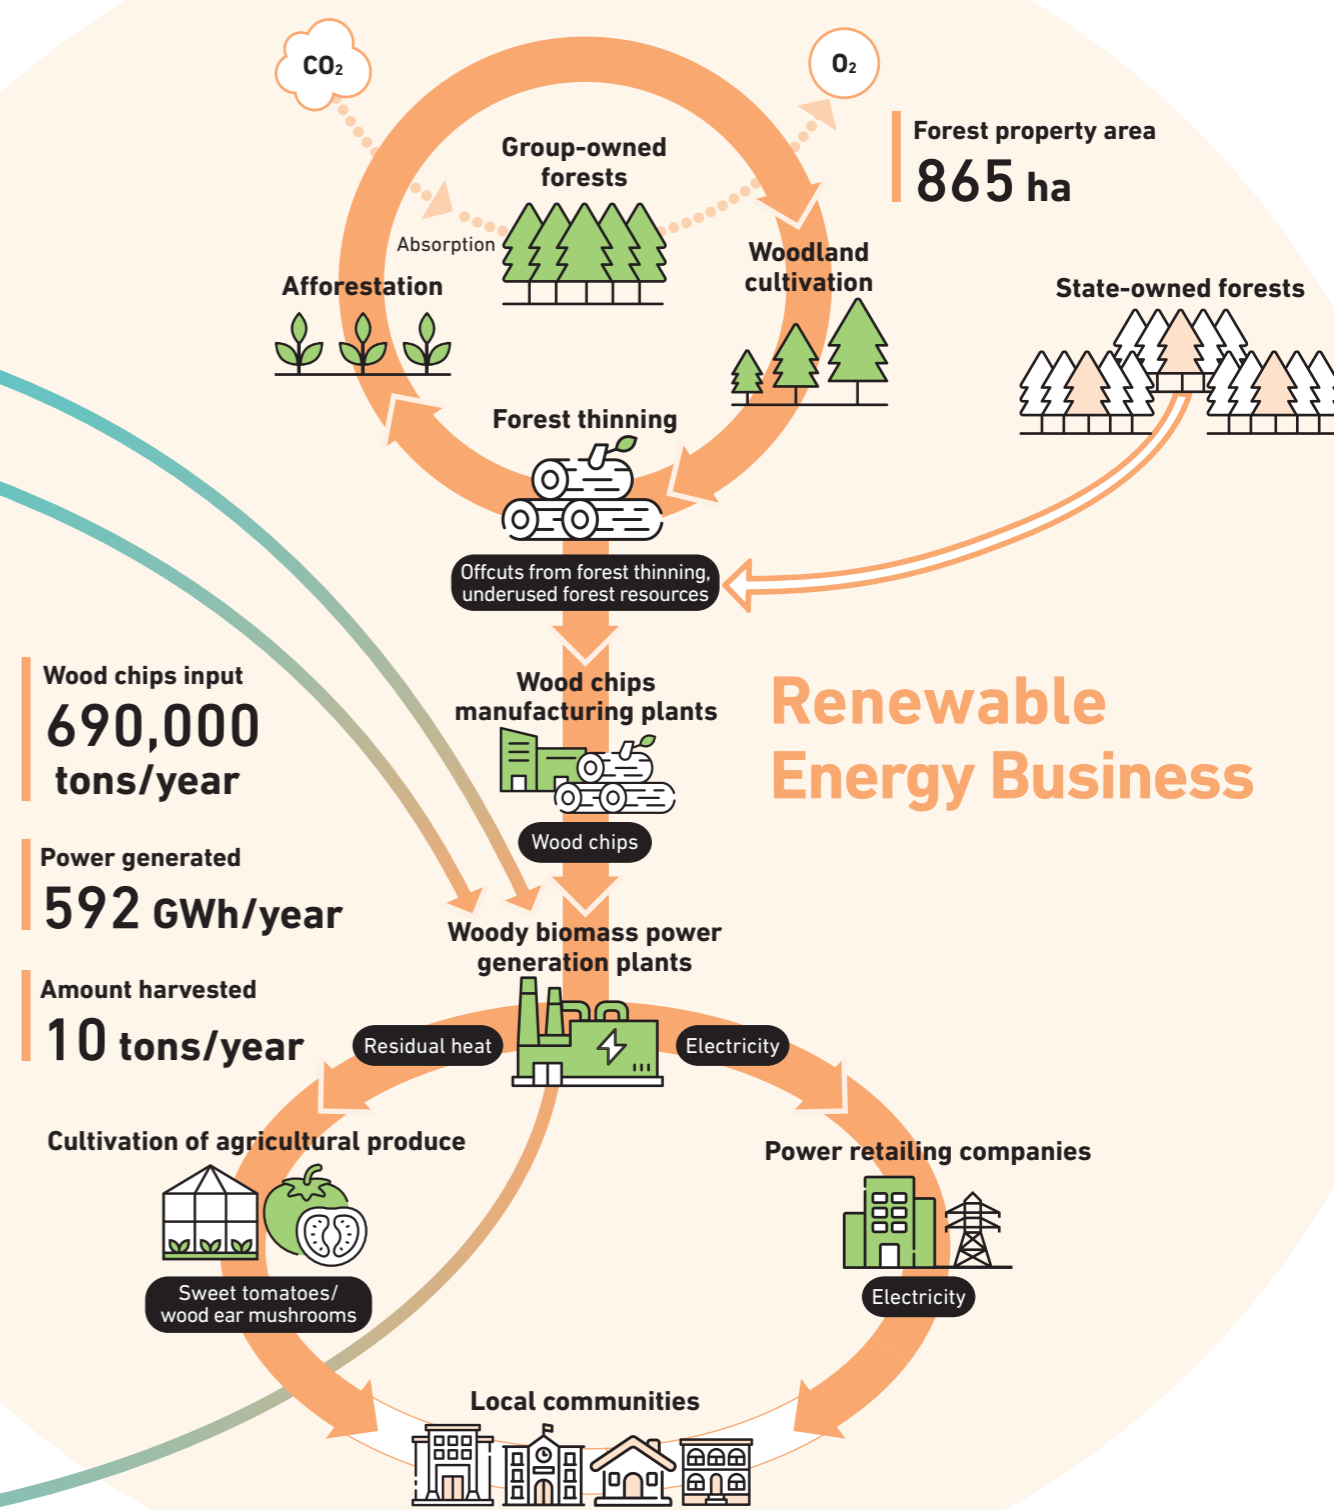 CO₂
O₂
Forest property area
865 ha
Group-owned
forests
Absorption
Woodland
cultivation
Afforestation
State-owned forests
Forest thinning
Offcuts from forest thinning,
underused forest resources
Wood chips input
690,000
tons/year
Wood chips
manufacturing plants
Renewable
Energy Business
Wood chips
Power generated
592 GWh/year
Woody biomass power
generation plants
Amount harvested
10 tons/year
Residual heat
Electricity
Cultivation of agricultural produce
Power retailing companies
Sweet tomatoes/
wood ear mushrooms
Electricity
Local communities